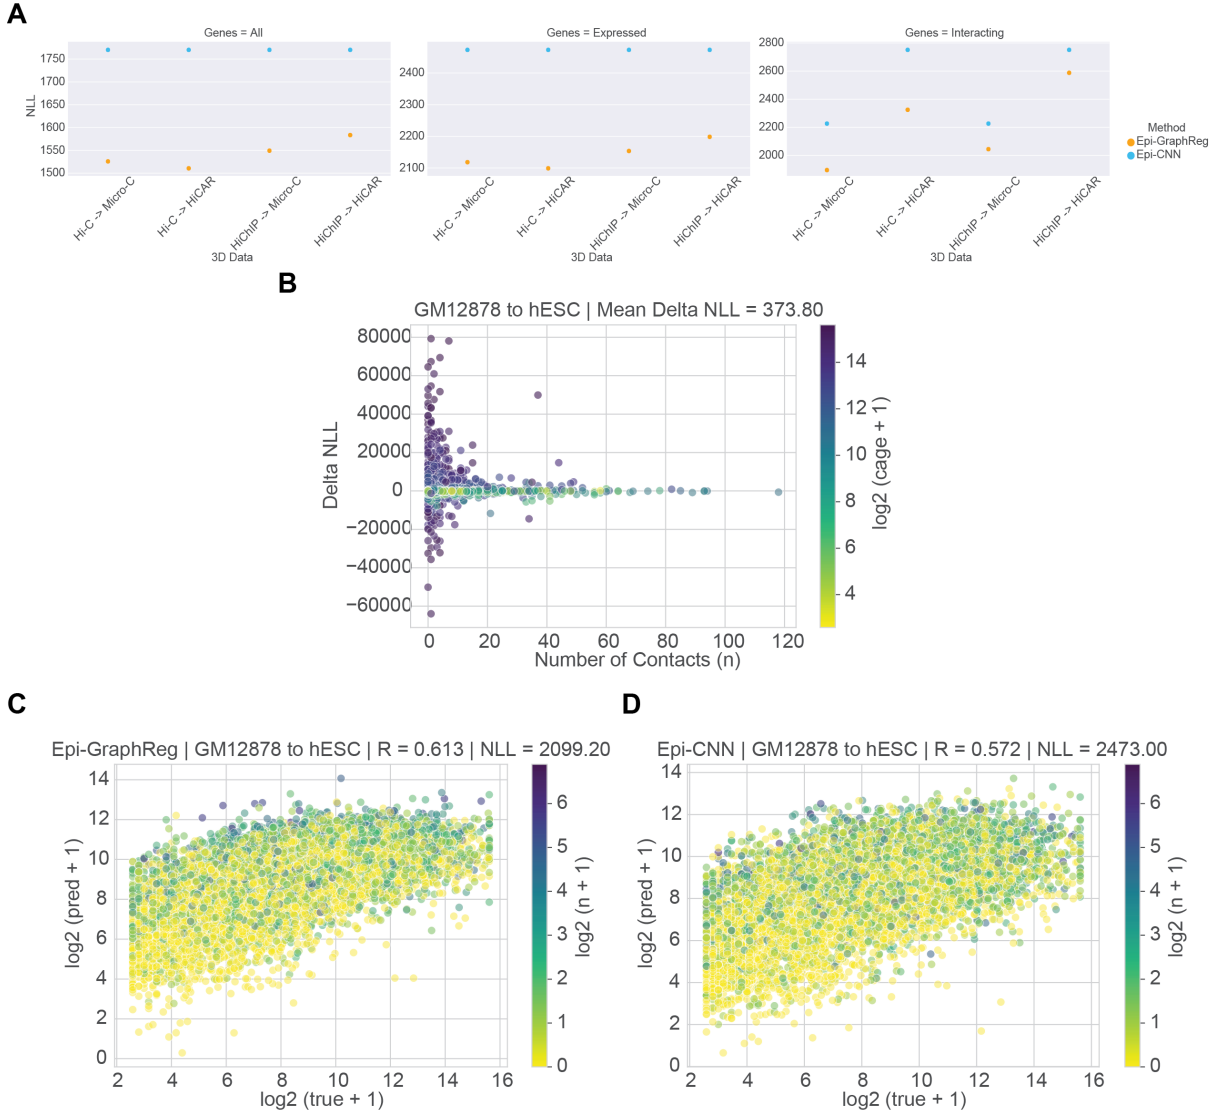 A
Genes = All
Genes = Expressed
Genes = Interacting
NLL
1750
1700
1650
1600
1550
1500
2400
2300
2200
2100
2800
2600
2400
2200
2000
Hi-C -> Micro-C
Hi-C -> HiCAR
HiChIP -> Micro-C
HiChIP -> HiCAR
Hi-C -> Micro-C
Hi-C -> HiCAR
HiChIP -> Micro-C
HiChIP -> HiCAR
Hi-C -> Micro-C
Hi-C -> HiCAR
HiChIP -> Micro-C
HiChIP -> HiCAR
3D Data
3D Data
3D Data
Method
Epi-GraphReg
Epi-CNN
B
GM12878 to hESC | Mean Delta NLL = 373.80
Delta NLL
80000
60000
40000
20000
0
−20000
−40000
−60000
0 20 40 60 80 100 120
Number of Contacts (n)
14
12
10
8
6
4
log2 (cage + 1)
C
Epi-GraphReg | GM12878 to hESC | R = 0.613 | NLL = 2099.20
log2 (pred + 1)
14
12
10
8
6
4
2
0
2 4 6 8 10 12 14 16
log2 (true + 1)
6
5
4
3
2
1
0
log2 (n + 1)
D
Epi-CNN | GM12878 to hESC | R = 0.572 | NLL = 2473.00
log2 (pred + 1)
14
12
10
8
6
4
2
0
2 4 6 8 10 12 14 16
log2 (true + 1)
6
5
4
3
2
1
0
log2 (n + 1)